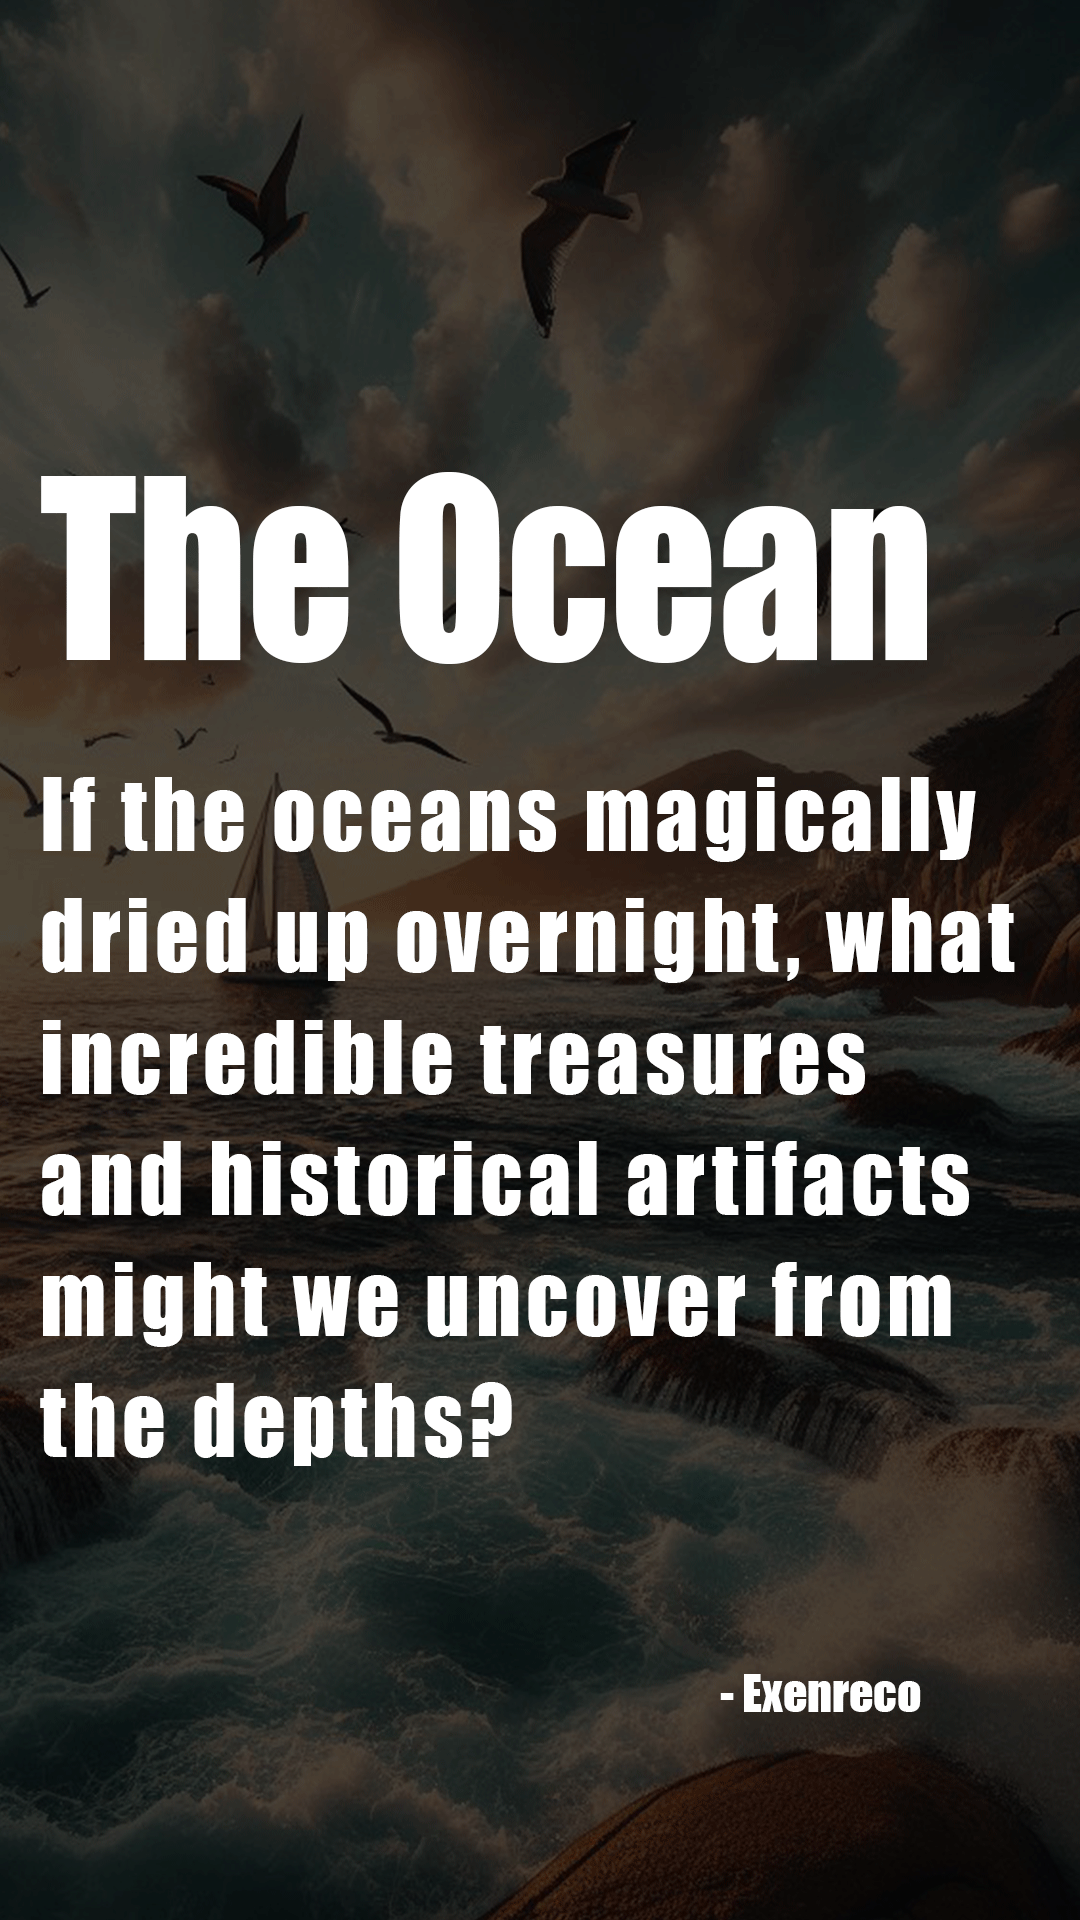 The Ocean
If the oceans magically
dried up overnight, what
incredible treasures
and historical artifacts
might we uncover from
the depths?
- Exenreco